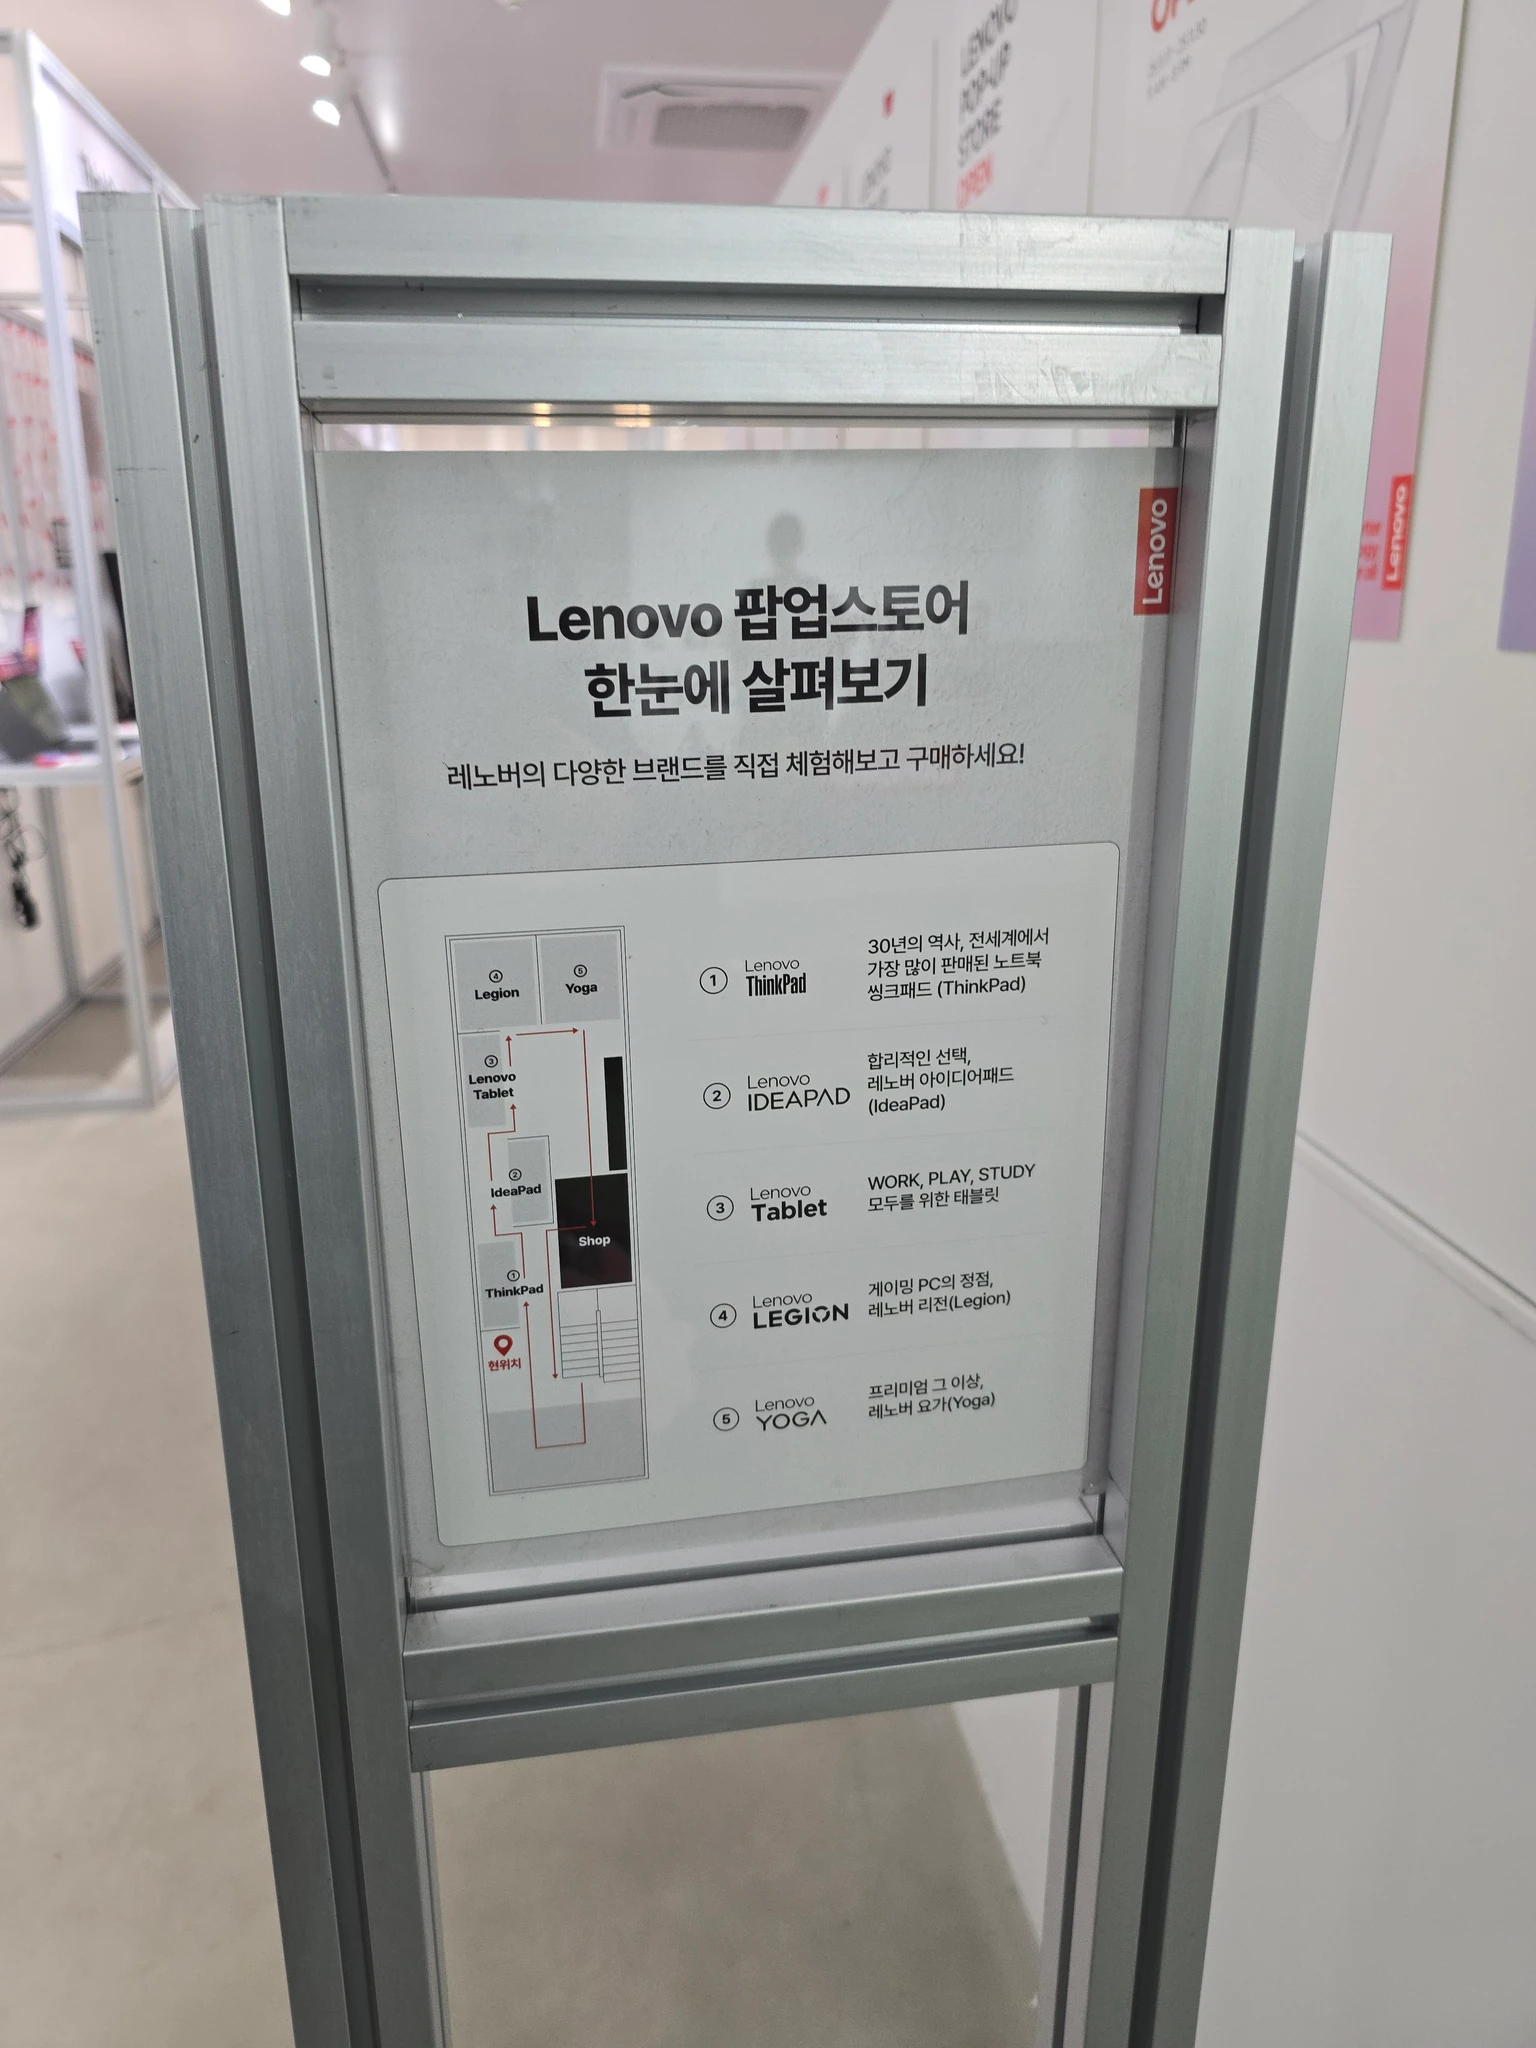 LENOVO
POP-UP
STORE
OPEN
Lenovo
Lenovo
Lenovo 팝업스토어
한눈에 살펴보기
레노버의 다양한 브랜드를 직접 체험해보고 구매하세요!
4
Legion
5
Yoga
3
Lenovo
Tablet
2
IdeaPad
Shop
1
ThinkPad
현위치
1 Lenovo
ThinkPad
30년의 역사, 전세계에서
가장 많이 판매된 노트북
씽크패드 (ThinkPad)
2 Lenovo
IDEAPAD
합리적인 선택,
레노버 아이디어패드
(IdeaPad)
3 Lenovo
Tablet
WORK, PLAY, STUDY
모두를 위한 태블릿
4 Lenovo
LEGION
게이밍 PC의 정점,
레노버 리전(Legion)
5 Lenovo
YOGA
프리미엄 그 이상,
레노버 요가(Yoga)